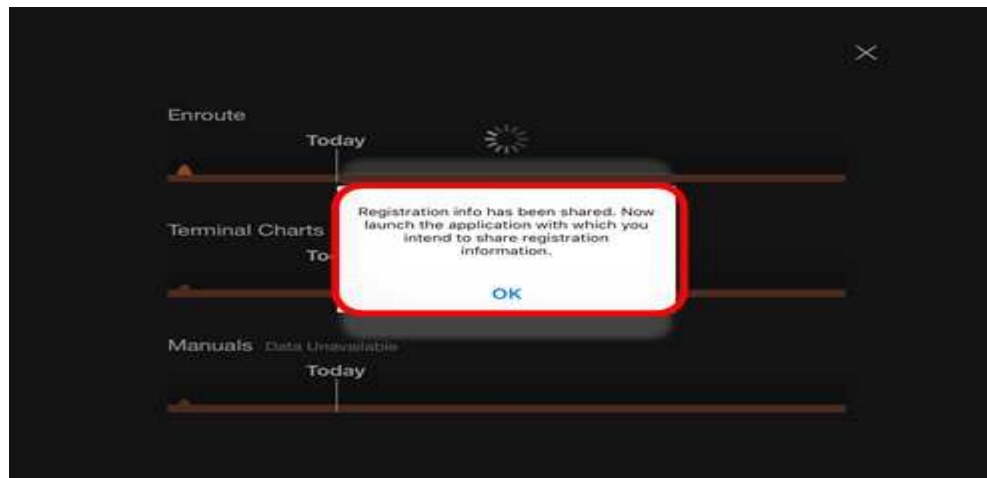 Enroute
Today
Registration info has been shared. Now
launch the application with which you
intend to share registration
information.
OK
Terminal Charts
To
Manuals Data Unavailable
Today